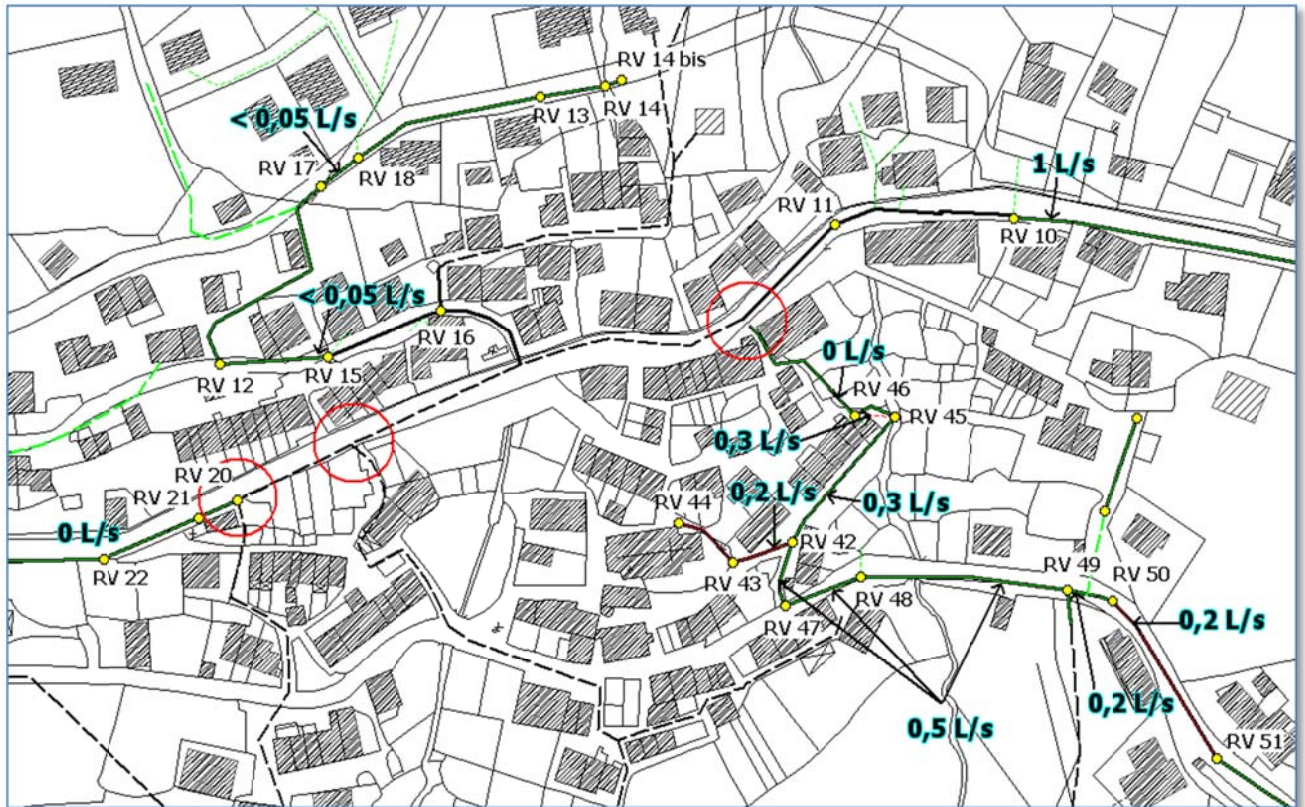 RV 14 bis
< 0,05 L/s
RV 13
RV 14
RV 17
RV 18
RV 11
1 L/s
RV 10
< 0,05 L/s
RV 16
RV 12
RV 15
0 L/s
RV 46
RV 45
0,3 L/s
RV 20
RV 21
RV 44
0,2 L/s
0,3 L/s
0 L/s
RV 42
RV 22
RV 43
RV 49
RV 50
RV 48
RV 47
0,2 L/s
0,2 L/s
0,5 L/s
RV 51